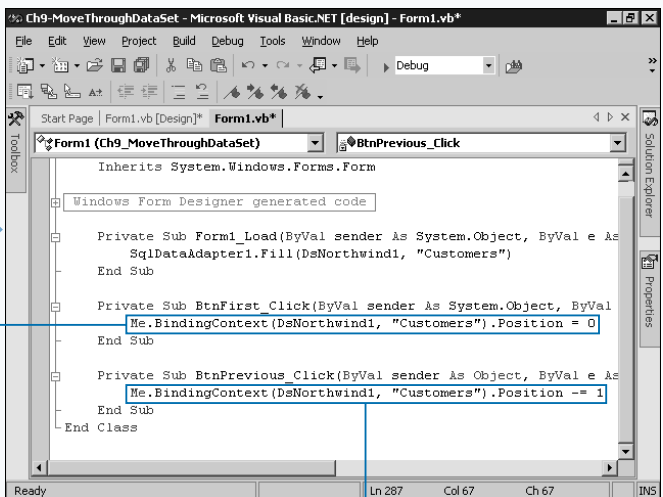 Ch9-MoveThroughDataSet - Microsoft Visual Basic.NET [design] - Form1.vb*
File Edit View Project Build Debug Tools Window Help
Debug
Start Page Form1.vb [Design]* Form1.vb*
Form1 (Ch9_MoveThroughDataSet) BtnPrevious_Click
Toolbox
Inherits System.Windows.Forms.Form
Windows Form Designer generated code
Private Sub Form1_Load(ByVal sender As System.Object, ByVal e As
SqlDataAdapter1.Fill(DsNorthwind1, "Customers")
End Sub
Private Sub BtnFirst_Click(ByVal sender As System.Object, ByVal
Me.BindingContext(DsNorthwind1, "Customers").Position = 0
End Sub
Private Sub BtnPrevious_Click(ByVal sender As Object, ByVal e As
Me.BindingContext(DsNorthwind1, "Customers").Position -= 1
End Sub
End Class
Solution Explorer
Properties
Ready Ln 287 Col 67 Ch 67 INS